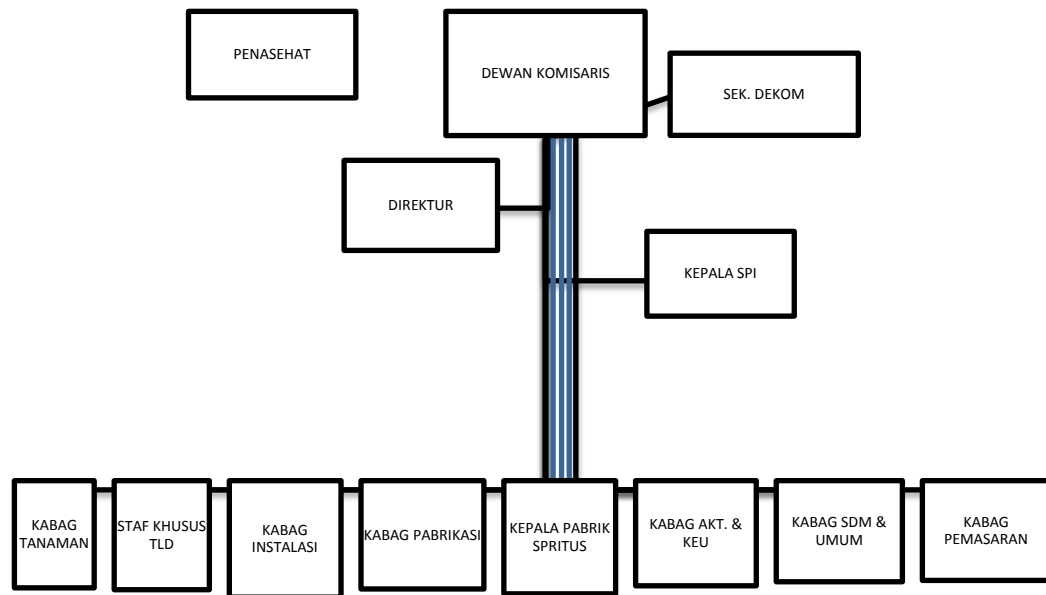 PENASEHAT
DEWAN KOMISARIS
SEK. DEKOM
DIREKTUR
KEPALA SPI
KABAG
TANAMAN
STAF KHUSUS
TLD
KABAG
INSTALASI
KABAG PABRIKASI
KEPALA PABRIK
SPRITUS
KABAG AKT. &
KEU
KABAG SDM &
UMUM
KABAG
PEMASARAN